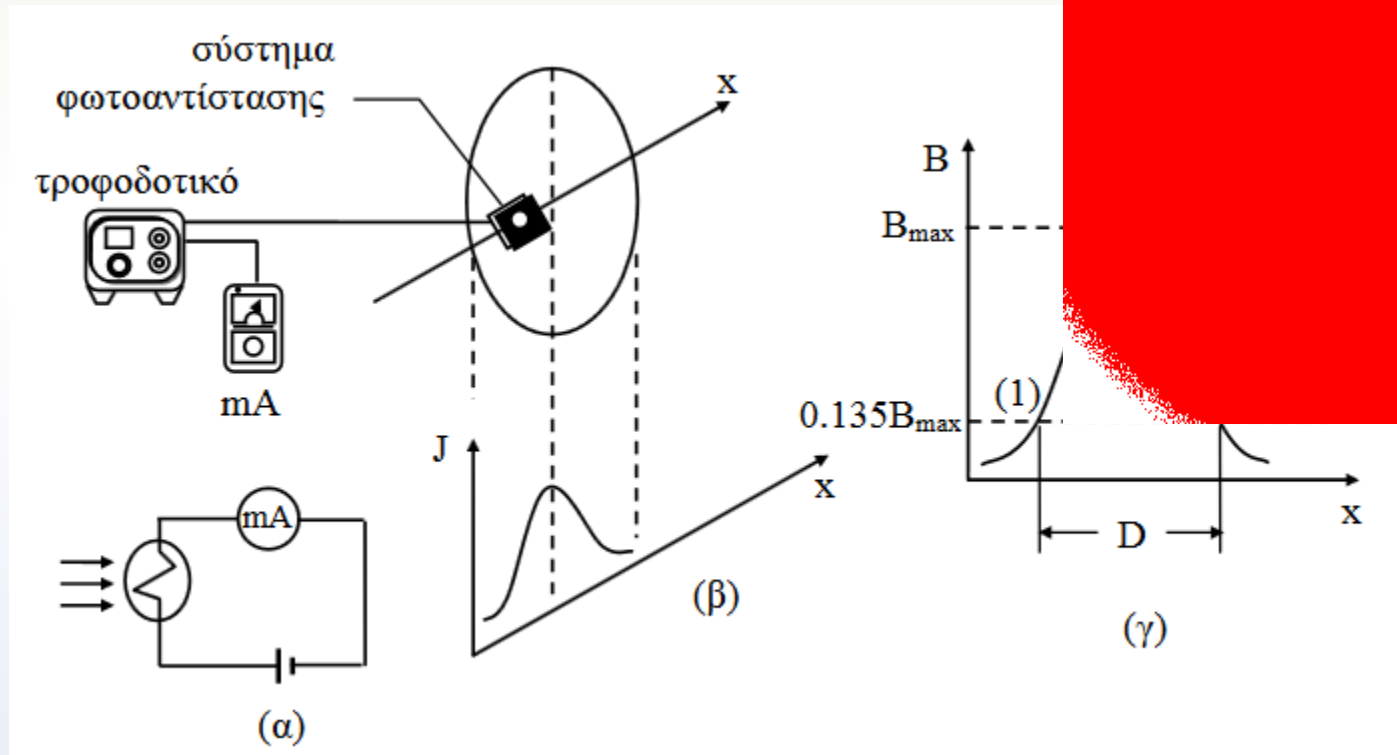 σύστημα
φωτοαντίστασης
x
τροφοδοτικό
mA
J
x
mA
(α)
(β)
B
Bmax
(1)
0.135Bmax
x
D
(γ)